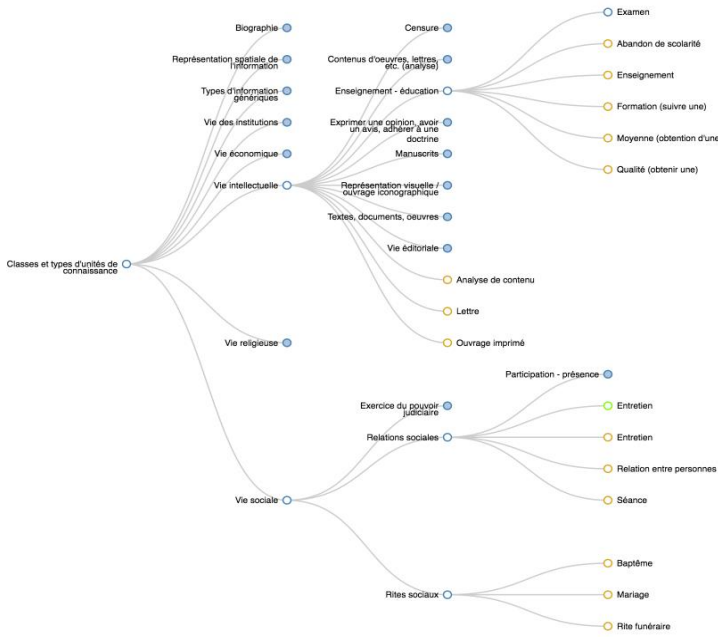 Classes et types d'unités de
connaissance
Biographie
Représentation spatiale de
l'information
Types d'information
génériques
Vie des institutions
Vie économique
Vie intellectuelle
Vie religieuse
Vie sociale
Censure
Contenus d'oeuvres, lettres,
etc. (analyse)
Enseignement - éducation
Exprimer une opinion, avoir
un avis, adhérer à une
doctrine
Manuscrits
Représentation visuelle /
ouvrage iconographique
Textes, documents, oeuvres
Vie éditoriale
Analyse de contenu
Lettre
Ouvrage imprimé
Exercice du pouvoir
judiciaire
Relations sociales
Rites sociaux
Examen
Abandon de scolarité
Enseignement
Formation (suivre une)
Moyenne (obtention d'une
Qualité (obtenir une)
Participation - présence
Entretien
Entretien
Relation entre personnes
Séance
Baptême
Mariage
Rite funéraire